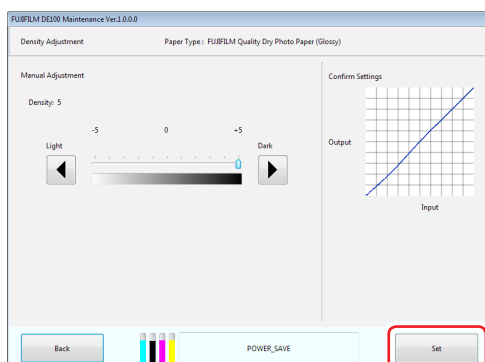 FUJIFILM DE100 Maintenance Ver.1.0.0.0
Density Adjustment Paper Type : FUJIFILM Quality Dry Photo Paper (Glossy)
Manual Adjustment
Confirm Settings
Density: 5
-5 0 +5
Light Dark
Output
Input
Back POWER_SAVE Set